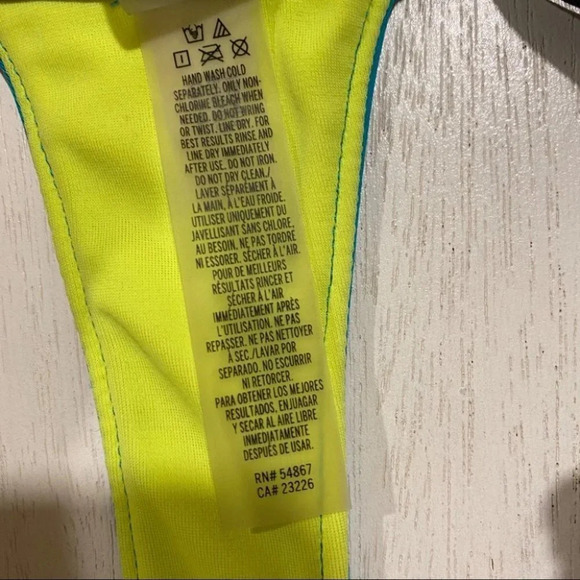 HAND WASH COLD
SEPARATELY. ONLY NON-
CHLORINE BLEACH WHEN
NEEDED. DO NOT WRING
OR TWIST. LINE DRY. FOR
BEST RESULTS RINSE AND
LINE DRY IMMEDIATELY
AFTER USE. DO NOT IRON.
DO NOT DRY CLEAN./
LAVER SÉPARÉMENT À
LA MAIN, À L'EAU FROIDE.
UTILISER UNIQUEMENT DU
JAVELLISANT SANS CHLORE,
AU BESOIN. NE PAS TORDRE
NI ESSORER. SÉCHER À L'AIR.
POUR DE MEILLEURS
RÉSULTATS RINCER ET
SÉCHER À L'AIR
IMMÉDIATEMENT APRÈS
L'UTILISATION. NE PAS
REPASSER. NE PAS NETTOYER
À SEC./LAVAR POR
SEPARADO. NO ESCURRIR
NI RETORCER.
PARA OBTENER LOS MEJORES
RESULTADOS, ENJUAGAR
Y SECAR AL AIRE LIBRE
INMEDIATAMENTE
DESPUÉS DE USAR.
RN# 54867
CA# 23226